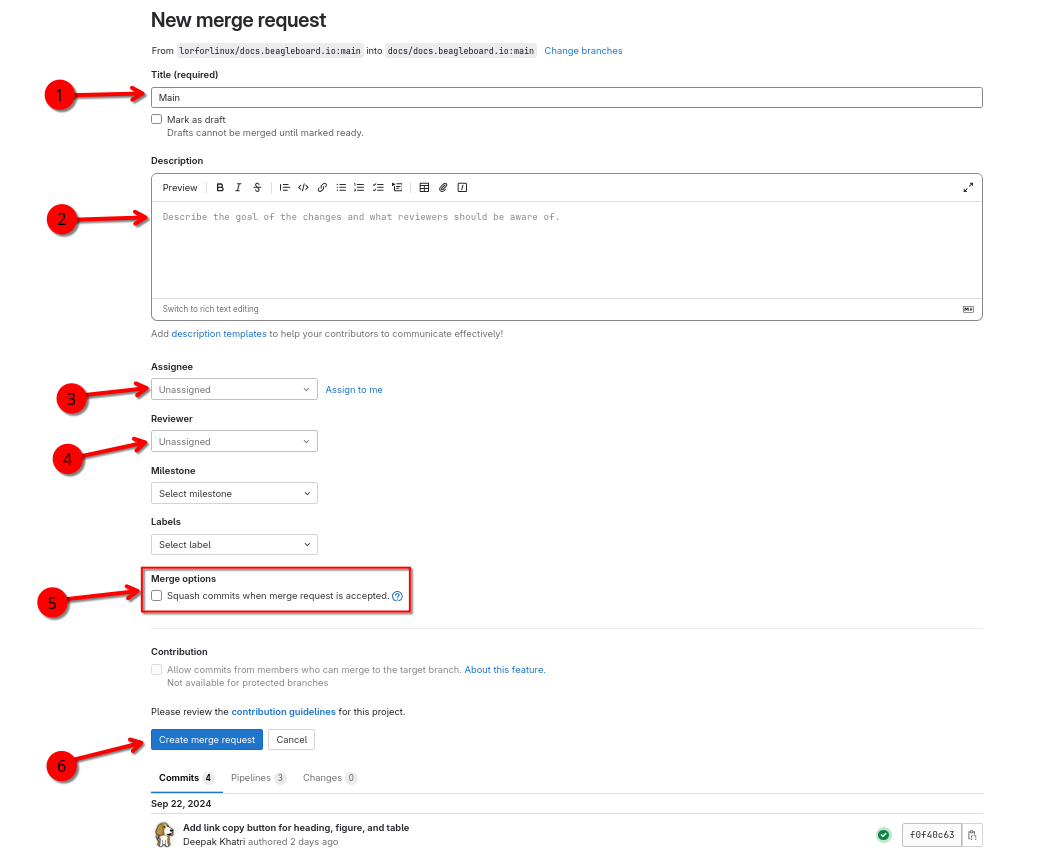 New merge request
From lorforlinux/docs.beagleboard.io:main into docs/docs.beagleboard.io:main Change branches
Title (required)
1
Main
Mark as draft
Drafts cannot be merged until marked ready.
Description
Preview B I S
2
Describe the goal of the changes and what reviewers should be aware of.
Switch to rich text editing
Add description templates to help your contributors to communicate effectively!
Assignee
3
Unassigned Assign to me
Reviewer
4
Unassigned
Milestone
Select milestone
Labels
Select label
Merge options
5
Squash commits when merge request is accepted. ?
Contribution
Allow commits from members who can merge to the target branch. About this feature.
Not available for protected branches
Please review the contribution guidelines for this project.
6
Create merge request Cancel
Commits 4 Pipelines 3 Changes 0
Sep 22, 2024
Add link copy button for heading, figure, and table
Deepak Khatri authored 2 days ago
f0f40c63